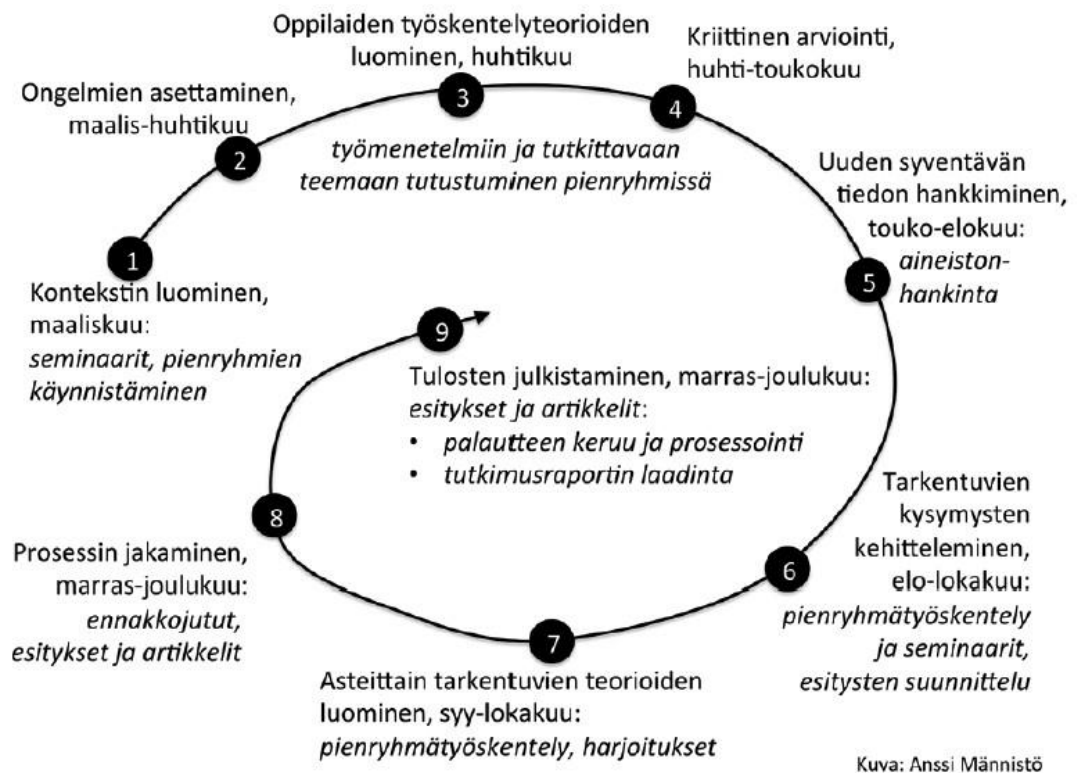 1
Kontekstin luominen,
maaliskuu:
seminaarit, pienryhmien
käynnistäminen
2
Ongelmien asettaminen,
maalis-huhtikuu
3
Oppilaiden työskentelyteorioiden
luominen, huhtikuu
4
Kriittinen arviointi,
huhti-toukokuu
työmenetelmiin ja tutkittavaan
teemaan tutustuminen pienryhmissä
5
Uuden syventävän
tiedon hankkiminen,
touko-elokuu:
aineiston-
hankinta
6
Tarkentuvien
kysymysten
kehitteleminen,
elo-lokakuu:
pienryhmätyöskentely
ja seminaarit,
esitysten suunnittelu
7
Asteittain tarkentuvien teorioiden
luominen, syy-lokakuu:
pienryhmätyöskentely, harjoitukset
8
Prosessin jakaminen,
marras-joulukuu:
ennakkojutut,
esitykset ja artikkelit
9
Tulosten julkistaminen, marras-joulukuu:
esitykset ja artikkelit:
• palautteen keruu ja prosessointi
• tutkimusraportin laadinta
Kuva: Anssi Männistö